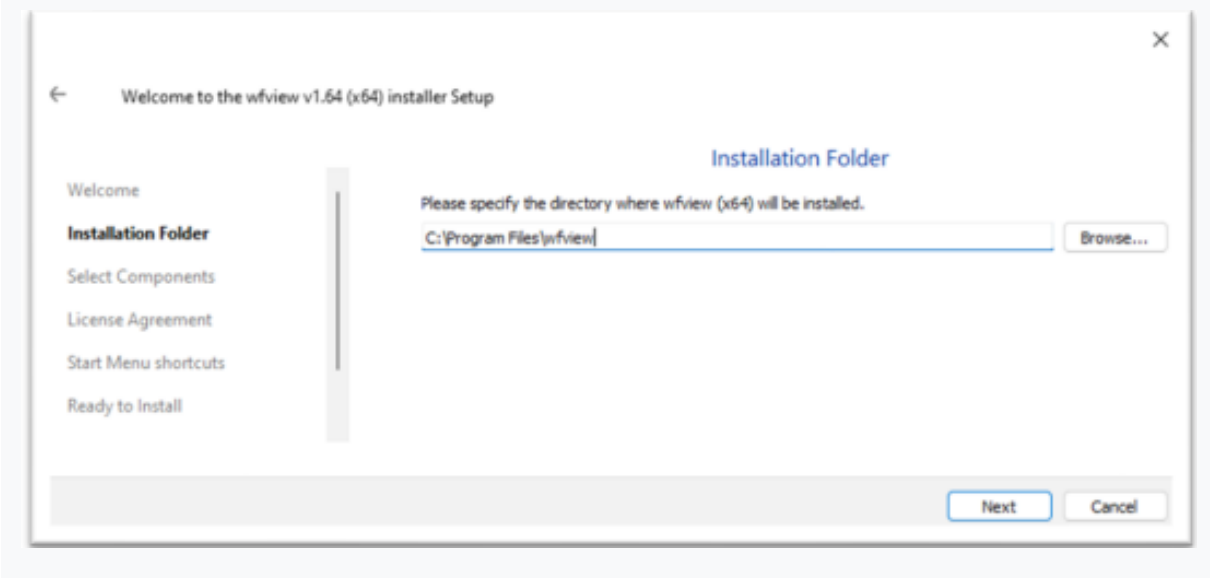 Welcome to the wfview v1.64 (x64) installer Setup
Installation Folder
Welcome
Installation Folder
Select Components
License Agreement
Start Menu shortcuts
Ready to Install
Please specify the directory where wfview (x64) will be installed.
C:\Program Files\wfview
Browse...
Next
Cancel